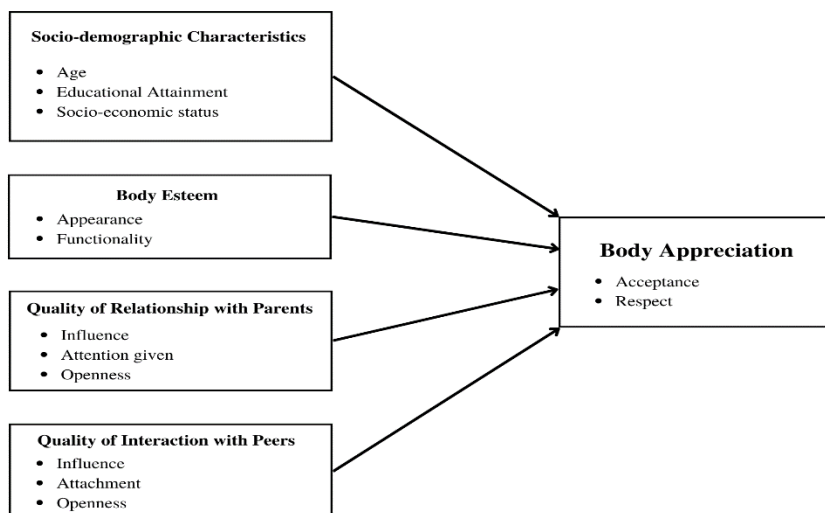 Socio-demographic Characteristics
• Age
• Educational Attainment
• Socio-economic status
Body Esteem
• Appearance
• Functionality
Quality of Relationship with Parents
• Influence
• Attention given
• Openness
Quality of Interaction with Peers
• Influence
• Attachment
• Openness
Body Appreciation
• Acceptance
• Respect